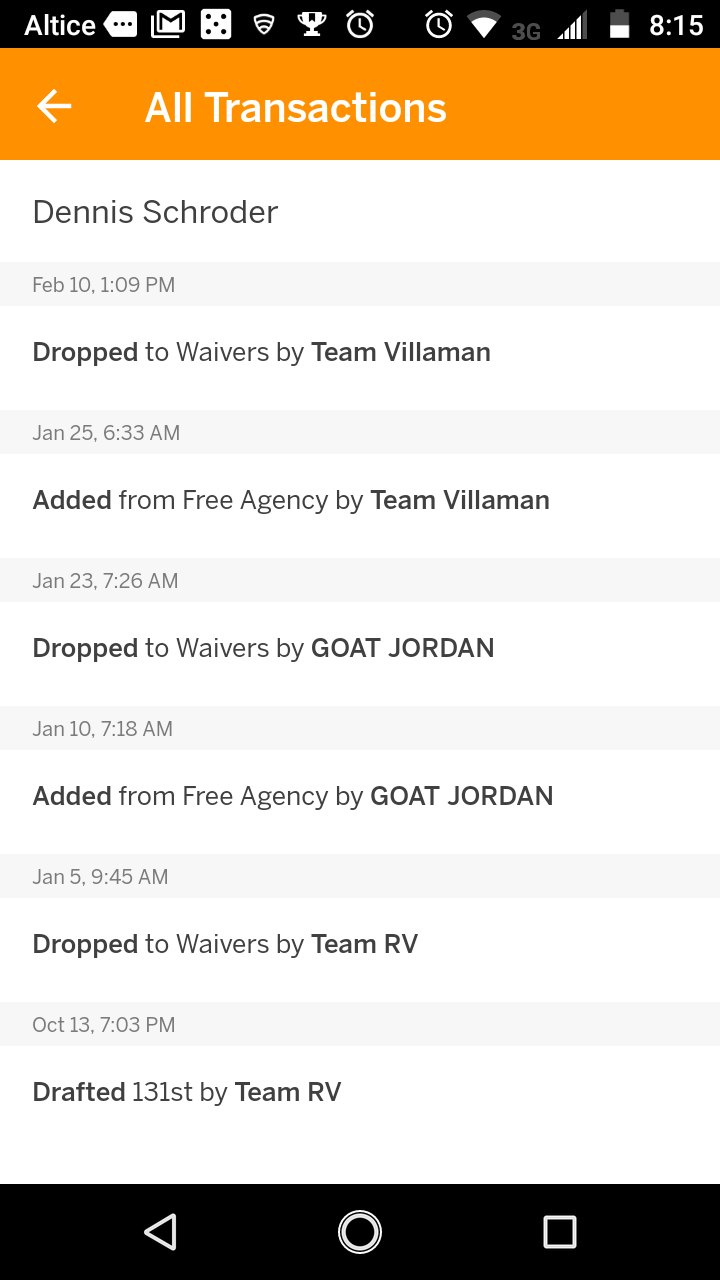 Altice 3G 8:15
All Transactions
Dennis Schroder
Feb 10, 1:09 PM
Dropped to Waivers by Team Villaman
Jan 25, 6:33 AM
Added from Free Agency by Team Villaman
Jan 23, 7:26 AM
Dropped to Waivers by GOAT JORDAN
Jan 10, 7:18 AM
Added from Free Agency by GOAT JORDAN
Jan 5, 9:45 AM
Dropped to Waivers by Team RV
Oct 13, 7:03 PM
Drafted 131st by Team RV